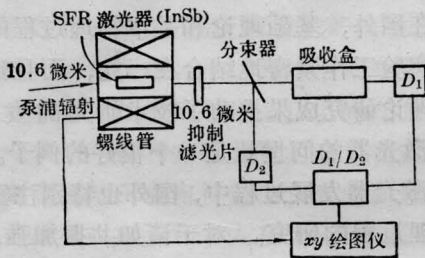 SFR 激光器(InSb)
分束器
吸收盒
10.6 微米
泵浦辐射
D₁
10.6 微米
抑制
滤光片
螺线管
D₂
D₁/D₂
xy 绘图仪